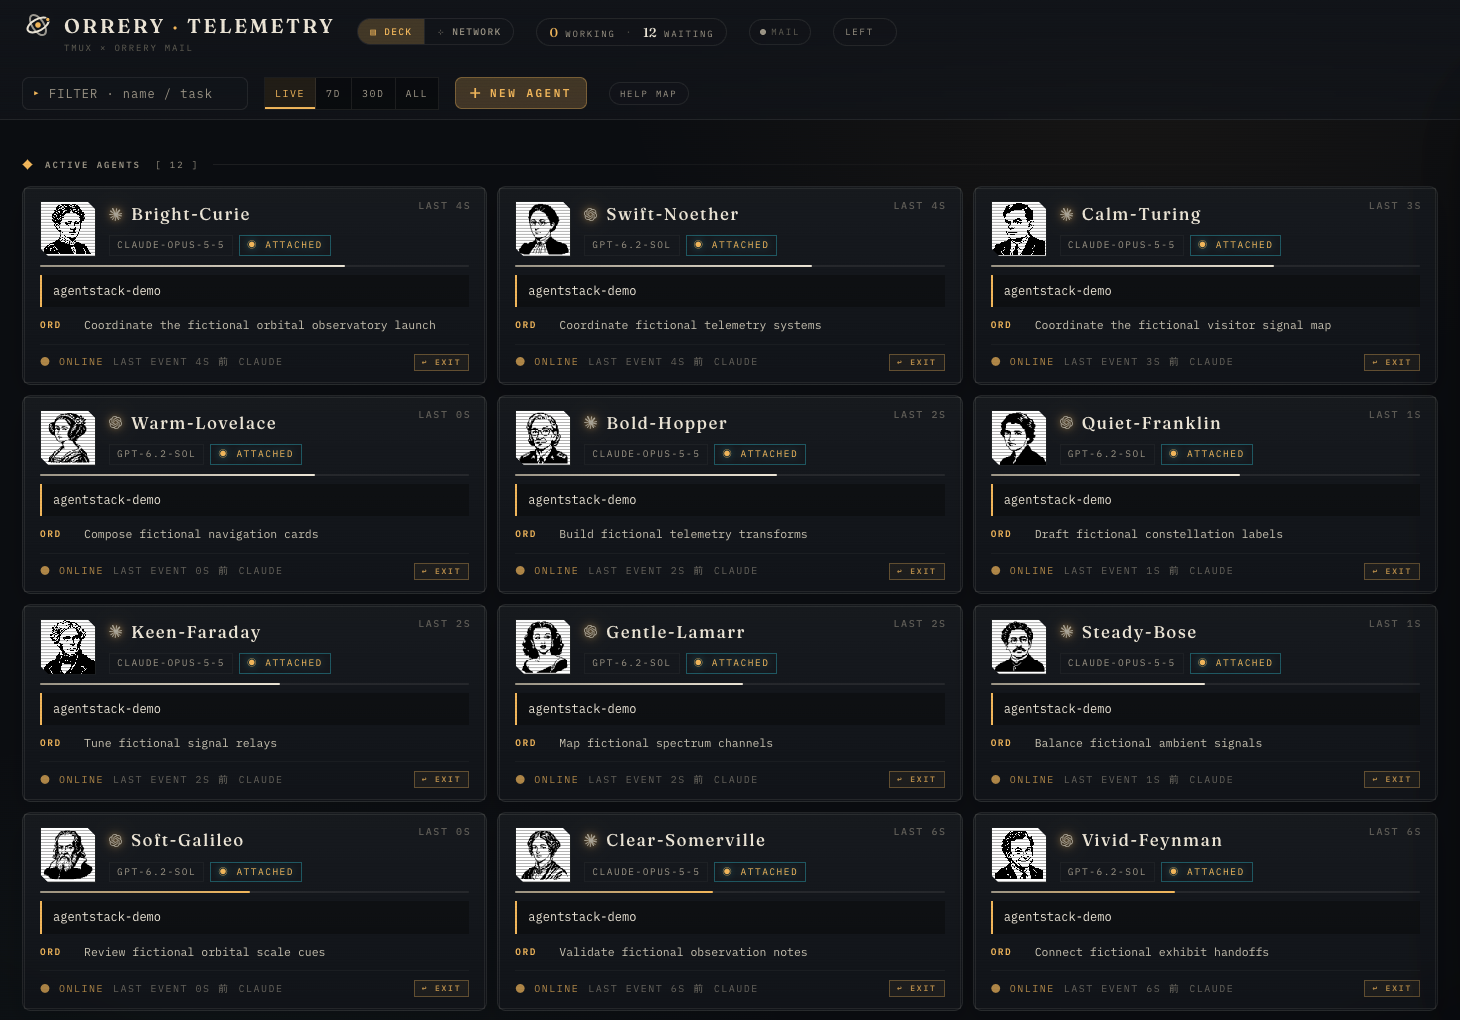 ORRERY · TELEMETRY
TMUX × ORRERY MAIL
DECK
NETWORK
0 WORKING · 12 WAITING
MAIL
LEFT
FILTER · name / task
LIVE
7D
30D
ALL
+ NEW AGENT
HELP MAP
ACTIVE AGENTS [ 12 ]
Bright-Curie
LAST 4S
CLAUDE-OPUS-5-5
ATTACHED
agentstack-demo
ORD Coordinate the fictional orbital observatory launch
ONLINE LAST EVENT 4S 前 CLAUDE
↩ EXIT
Swift-Noether
LAST 4S
GPT-6.2-SOL
ATTACHED
agentstack-demo
ORD Coordinate fictional telemetry systems
ONLINE LAST EVENT 4S 前 CLAUDE
↩ EXIT
Calm-Turing
LAST 3S
CLAUDE-OPUS-5-5
ATTACHED
agentstack-demo
ORD Coordinate the fictional visitor signal map
ONLINE LAST EVENT 3S 前 CLAUDE
↩ EXIT
Warm-Lovelace
LAST 0S
GPT-6.2-SOL
ATTACHED
agentstack-demo
ORD Compose fictional navigation cards
ONLINE LAST EVENT 0S 前 CLAUDE
↩ EXIT
Bold-Hopper
LAST 2S
CLAUDE-OPUS-5-5
ATTACHED
agentstack-demo
ORD Build fictional telemetry transforms
ONLINE LAST EVENT 2S 前 CLAUDE
↩ EXIT
Quiet-Franklin
LAST 1S
GPT-6.2-SOL
ATTACHED
agentstack-demo
ORD Draft fictional constellation labels
ONLINE LAST EVENT 1S 前 CLAUDE
↩ EXIT
Keen-Faraday
LAST 2S
CLAUDE-OPUS-5-5
ATTACHED
agentstack-demo
ORD Tune fictional signal relays
ONLINE LAST EVENT 2S 前 CLAUDE
↩ EXIT
Gentle-Lamarr
LAST 2S
GPT-6.2-SOL
ATTACHED
agentstack-demo
ORD Map fictional spectrum channels
ONLINE LAST EVENT 2S 前 CLAUDE
↩ EXIT
Steady-Bose
LAST 1S
CLAUDE-OPUS-5-5
ATTACHED
agentstack-demo
ORD Balance fictional ambient signals
ONLINE LAST EVENT 1S 前 CLAUDE
↩ EXIT
Soft-Galileo
LAST 0S
GPT-6.2-SOL
ATTACHED
agentstack-demo
ORD Review fictional orbital scale cues
ONLINE LAST EVENT 0S 前 CLAUDE
↩ EXIT
Clear-Somerville
LAST 6S
CLAUDE-OPUS-5-5
ATTACHED
agentstack-demo
ORD Validate fictional observation notes
ONLINE LAST EVENT 6S 前 CLAUDE
↩ EXIT
Vivid-Feynman
LAST 6S
GPT-6.2-SOL
ATTACHED
agentstack-demo
ORD Connect fictional exhibit handoffs
ONLINE LAST EVENT 6S 前 CLAUDE
↩ EXIT